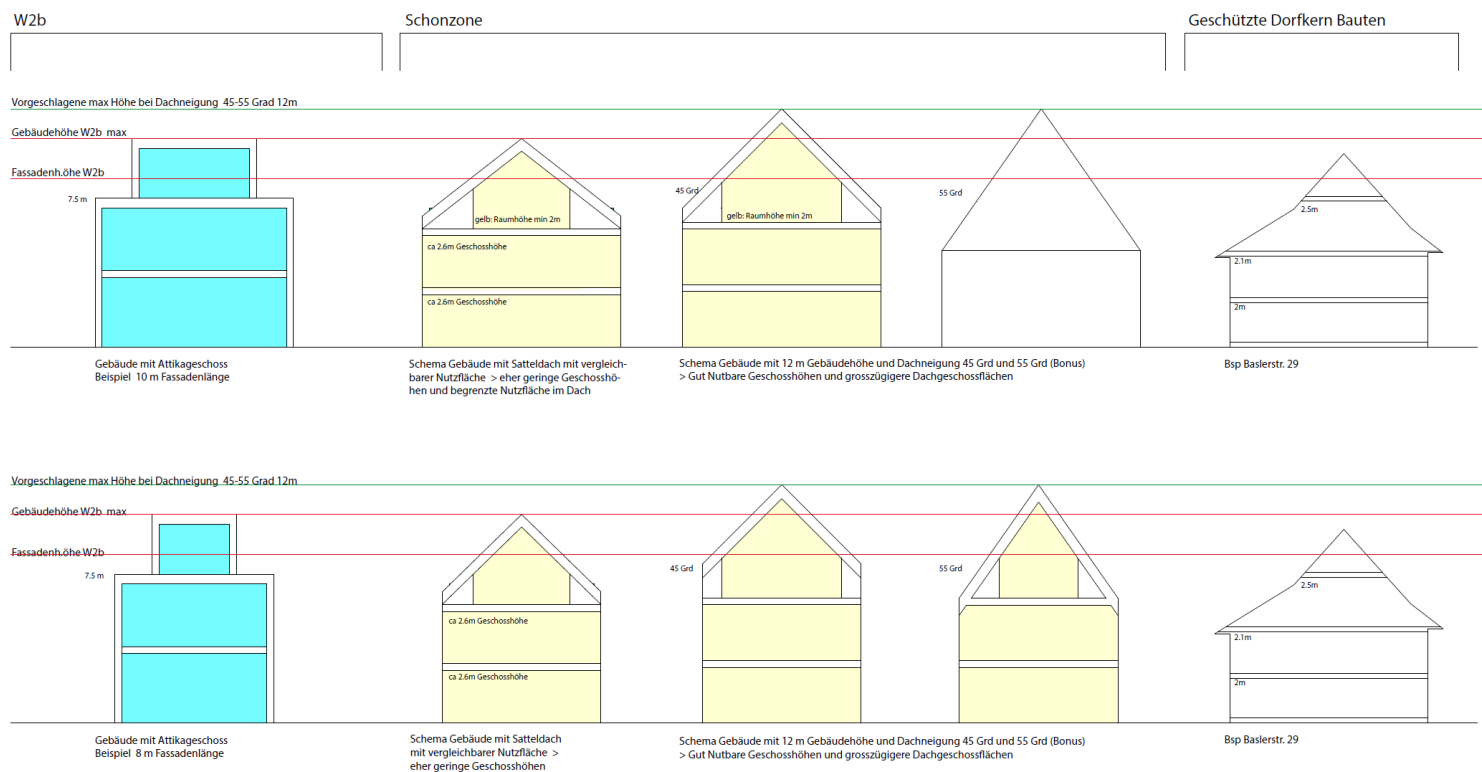 W2b
Schonzone
Geschützte Dorfkern Bauten
Vorgeschlagene max Höhe bei Dachneigung 45-55 Grad 12m
Gebäudehöhe W2b max
Fassadenh.öhe W2b
7.5 m
45 Grd
55 Grd
gelb: Raumhöhe min 2m
gelb: Raumhöhe min 2m
2.5m
ca 2.6m Geschosshöhe
2.1m
ca 2.6m Geschosshöhe
2m
Gebäude mit Attikageschoss
Beispiel 10 m Fassadenlänge
Schema Gebäude mit Satteldach mit vergleich-
barer Nutzfläche > eher geringe Geschosshö-
hen und begrenzte Nutzfläche im Dach
Schema Gebäude mit 12 m Gebäudehöhe und Dachneigung 45 Grd und 55 Grd (Bonus)
> Gut Nutbare Geschosshöhen und grosszügigere Dachgeschossflächen
Bsp Baslerstr. 29
Vorgeschlagene max Höhe bei Dachneigung 45-55 Grad 12m
Gebäudehöhe W2b max
Fassadenh.öhe W2b
7.5 m
45 Grd
55 Grd
2.5m
ca 2.6m Geschosshöhe
2.1m
ca 2.6m Geschosshöhe
2m
Gebäude mit Attikageschoss
Beispiel 8 m Fassadenlänge
Schema Gebäude mit Satteldach
mit vergleichbarer Nutzfläche >
eher geringe Geschosshöhen
Schema Gebäude mit 12 m Gebäudehöhe und Dachneigung 45 Grd und 55 Grd (Bonus)
> Gut Nutbare Geschosshöhen und grosszügigere Dachgeschossflächen
Bsp Baslerstr. 29